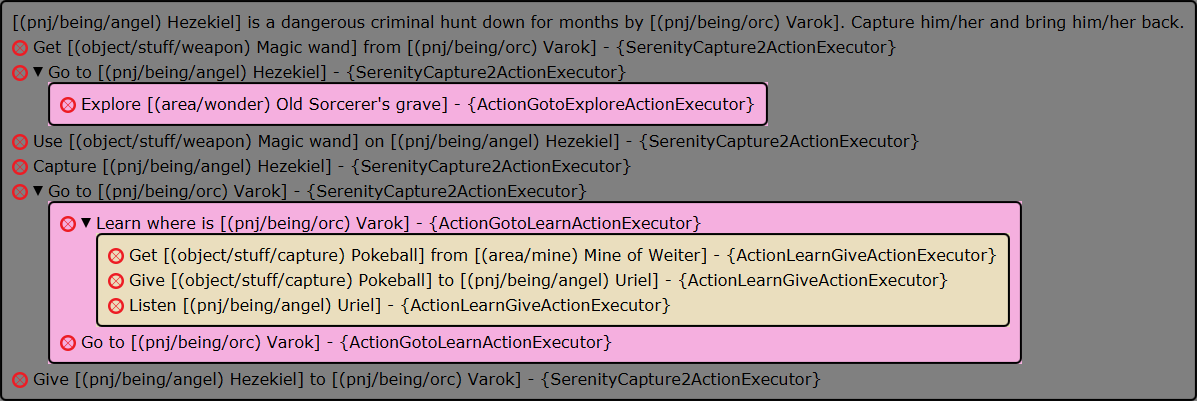 [(pnj/being/angel) Hezekiel] is a dangerous criminal hunt down for months by [(pnj/being/orc) Varok]. Capture him/her and bring him/her back.
Get [(object/stuff/weapon) Magic wand] from [(pnj/being/orc) Varok] - {SerenityCapture2ActionExecutor}
Go to [(pnj/being/angel) Hezekiel] - {SerenityCapture2ActionExecutor}
Explore [(area/wonder) Old Sorcerer's grave] - {ActionGotoExploreActionExecutor}
Use [(object/stuff/weapon) Magic wand] on [(pnj/being/angel) Hezekiel] - {SerenityCapture2ActionExecutor}
Capture [(pnj/being/angel) Hezekiel] - {SerenityCapture2ActionExecutor}
Go to [(pnj/being/orc) Varok] - {SerenityCapture2ActionExecutor}
Learn where is [(pnj/being/orc) Varok] - {ActionGotoLearnActionExecutor}
Get [(object/stuff/capture) Pokeball] from [(area/mine) Mine of Weiter] - {ActionLearnGiveActionExecutor}
Give [(object/stuff/capture) Pokeball] to [(pnj/being/angel) Uriel] - {ActionLearnGiveActionExecutor}
Listen [(pnj/being/angel) Uriel] - {ActionLearnGiveActionExecutor}
Go to [(pnj/being/orc) Varok] - {ActionGotoLearnActionExecutor}
Give [(pnj/being/angel) Hezekiel] to [(pnj/being/orc) Varok] - {SerenityCapture2ActionExecutor}